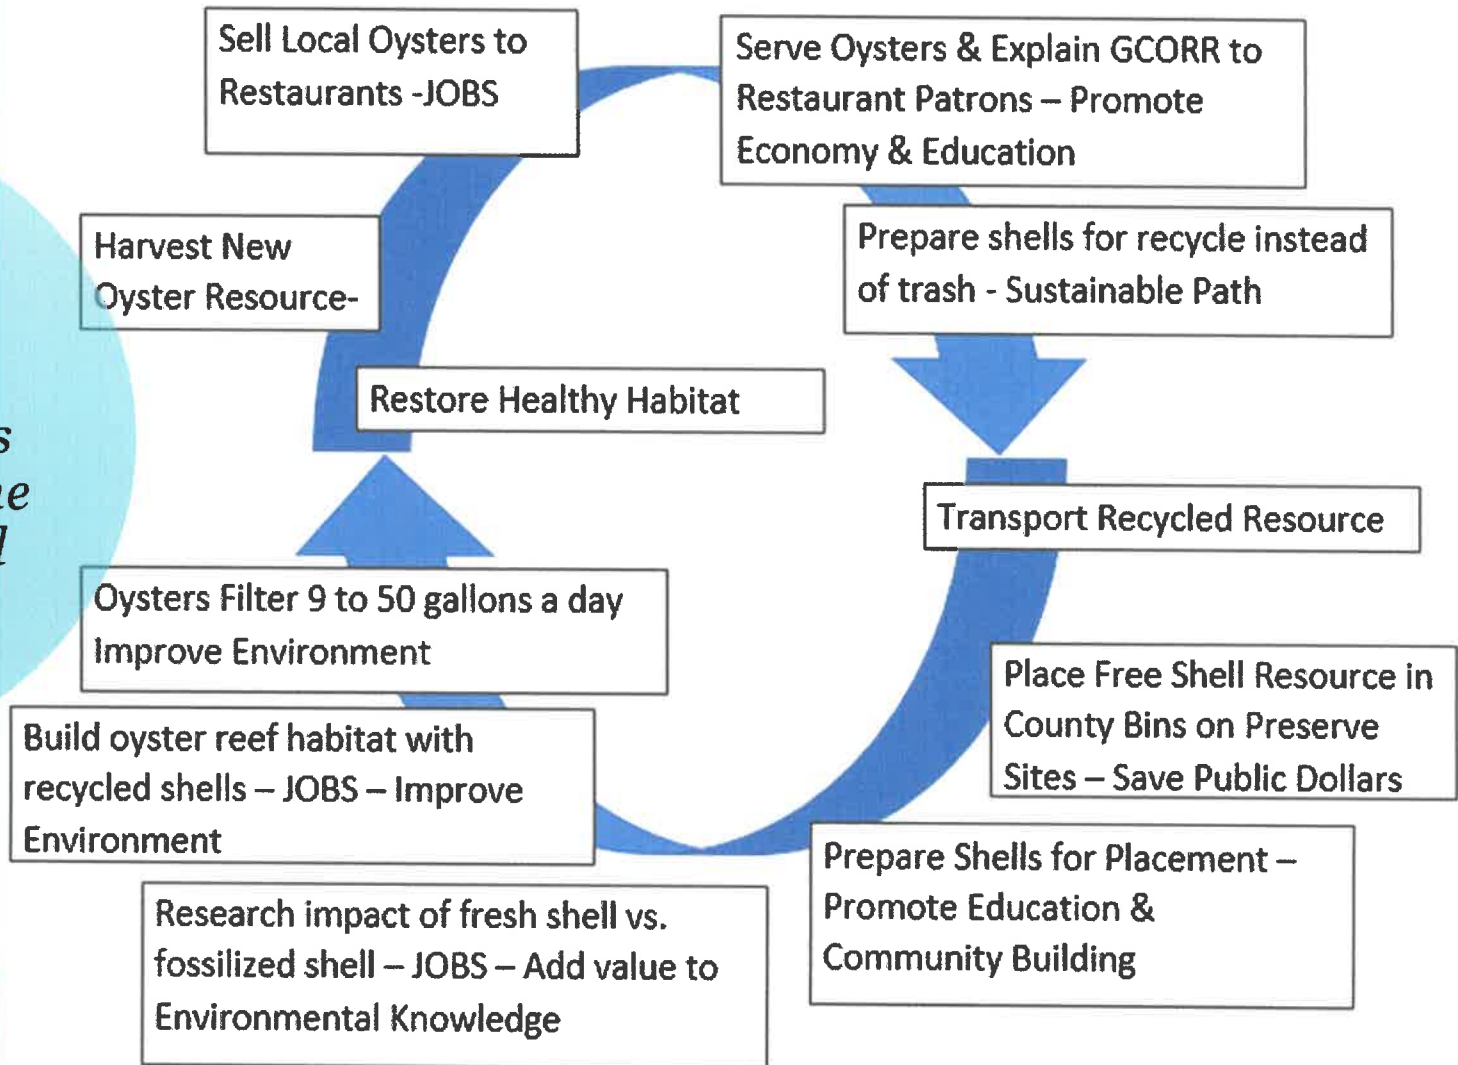 Sell Local Oysters to
Restaurants -JOBS
Serve Oysters & Explain GCORR to
Restaurant Patrons – Promote
Economy & Education
Prepare shells for recycle instead
of trash - Sustainable Path
Transport Recycled Resource
Place Free Shell Resource in
County Bins on Preserve
Sites – Save Public Dollars
Prepare Shells for Placement –
Promote Education &
Community Building
Research impact of fresh shell vs.
fossilized shell – JOBS – Add value to
Environmental Knowledge
Build oyster reef habitat with
recycled shells – JOBS – Improve
Environment
Oysters Filter 9 to 50 gallons a day
Improve Environment
Restore Healthy Habitat
Harvest New
Oyster Resource-